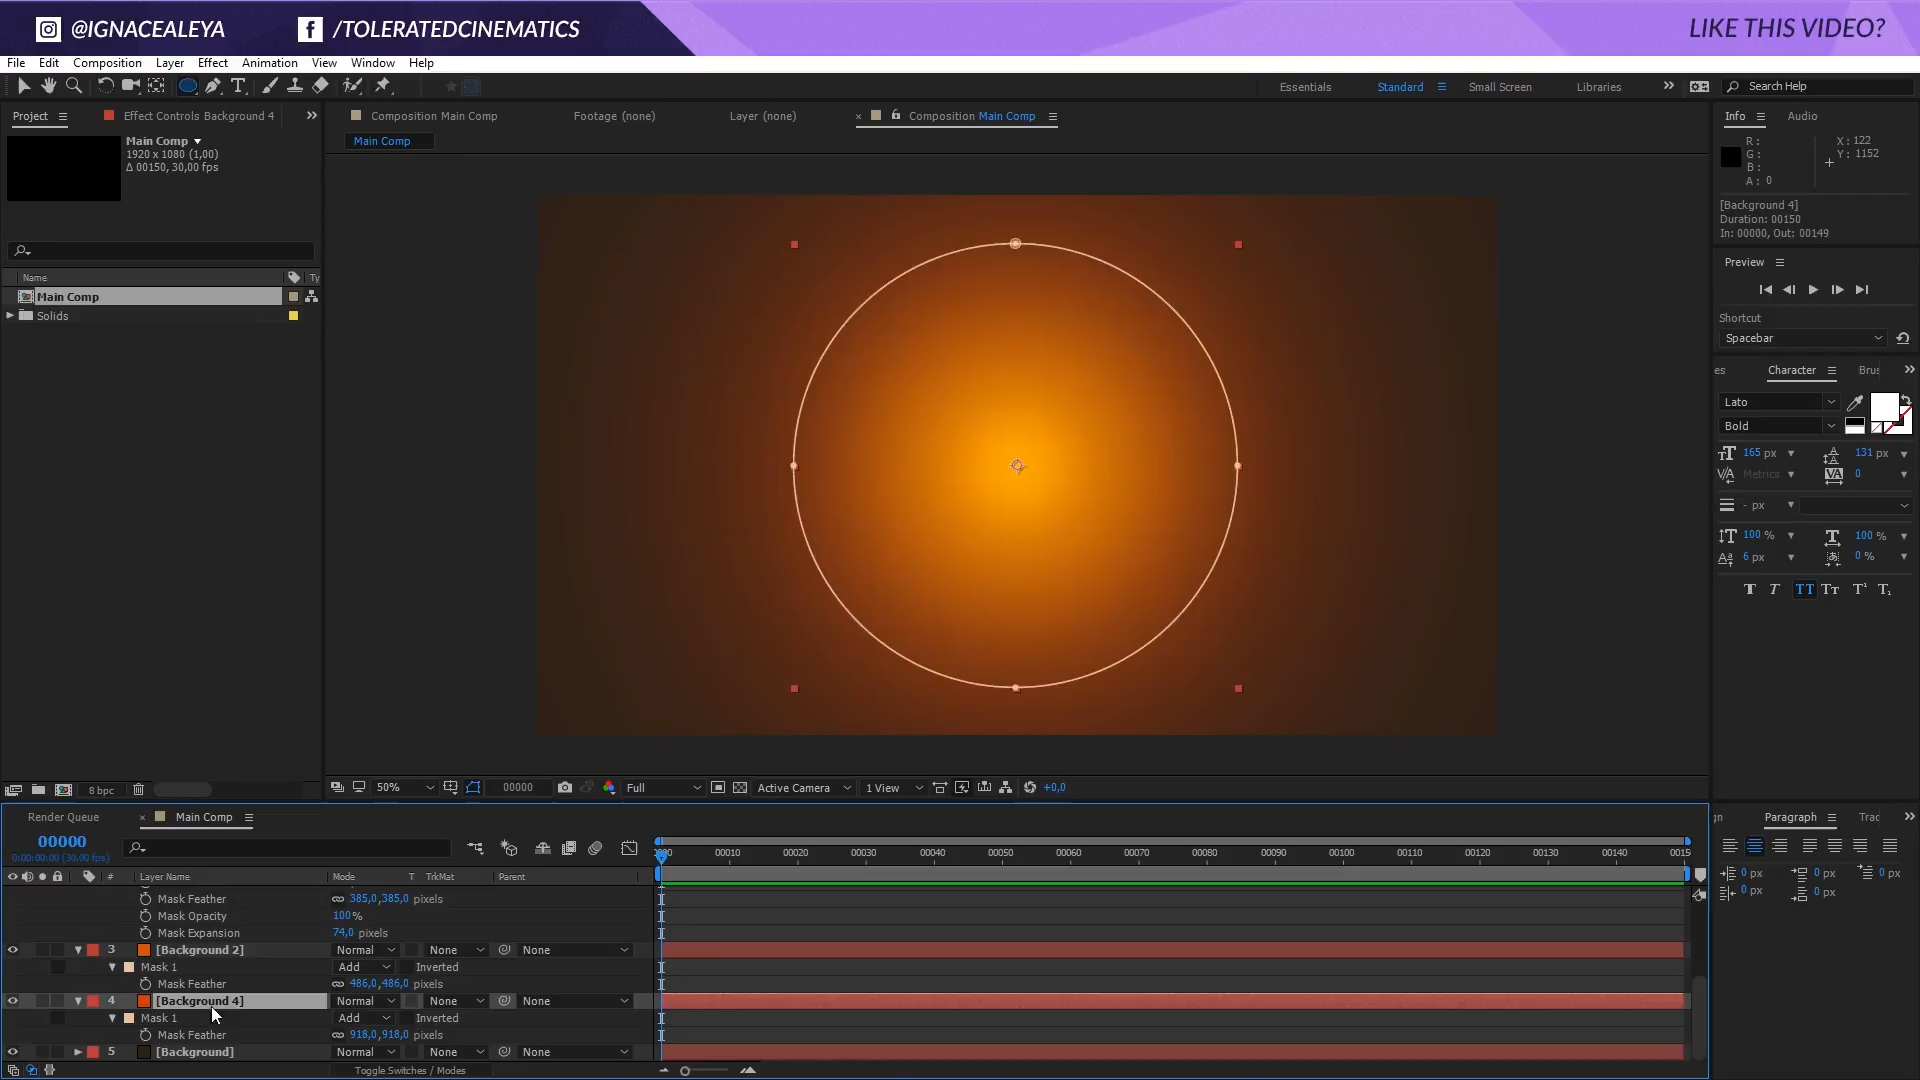 @IGNACEALEYA
/TOLERATEDCINEMATICS
LIKE THIS VIDEO?
File Edit Composition Layer Effect Animation View Window Help
Essentials Standard Small Screen Libraries Search Help
Project Effect Controls Background 4
Composition Main Comp Footage (none) Layer (none) Composition Main Comp
Info Audio
Main Comp
1920 x 1080 (1,00)
Δ 00150, 30,00 fps
Main Comp
R:
G:
B:
A: 0
X: 122
Y: 1152
[Background 4]
Duration: 00150
In: 00000, Out: 00149
Preview
Shortcut
Spacebar
Name Ty
Main Comp
Solids
es Character Brus
Lato
Bold
165 px 131 px
Metrics 0
- px
100 % 100 %
6 px 0 %
8 bpc
50% 00000 Full Active Camera 1 View +0,0
Render Queue Main Comp
Paragraph Trac
00000
0:00:00:00 (30.00 fps)
00010 00020 00030 00040 00050 00060 00070 00080 00090 00100 00110 00120 00130 00140 0015
0 px 0 px 0 px
0 px 0 px
# Layer Name Mode T TrkMat Parent
Mask Feather 385,0,385,0 pixels
Mask Opacity 100%
Mask Expansion 74,0 pixels
3 [Background 2] Normal None None
Mask 1 Add Inverted
Mask Feather 486,0,486,0 pixels
4 [Background 4] Normal None None
Mask 1 Add Inverted
Mask Feather 918,0,918,0 pixels
5 [Background] Normal None None
Toggle Switches / Modes